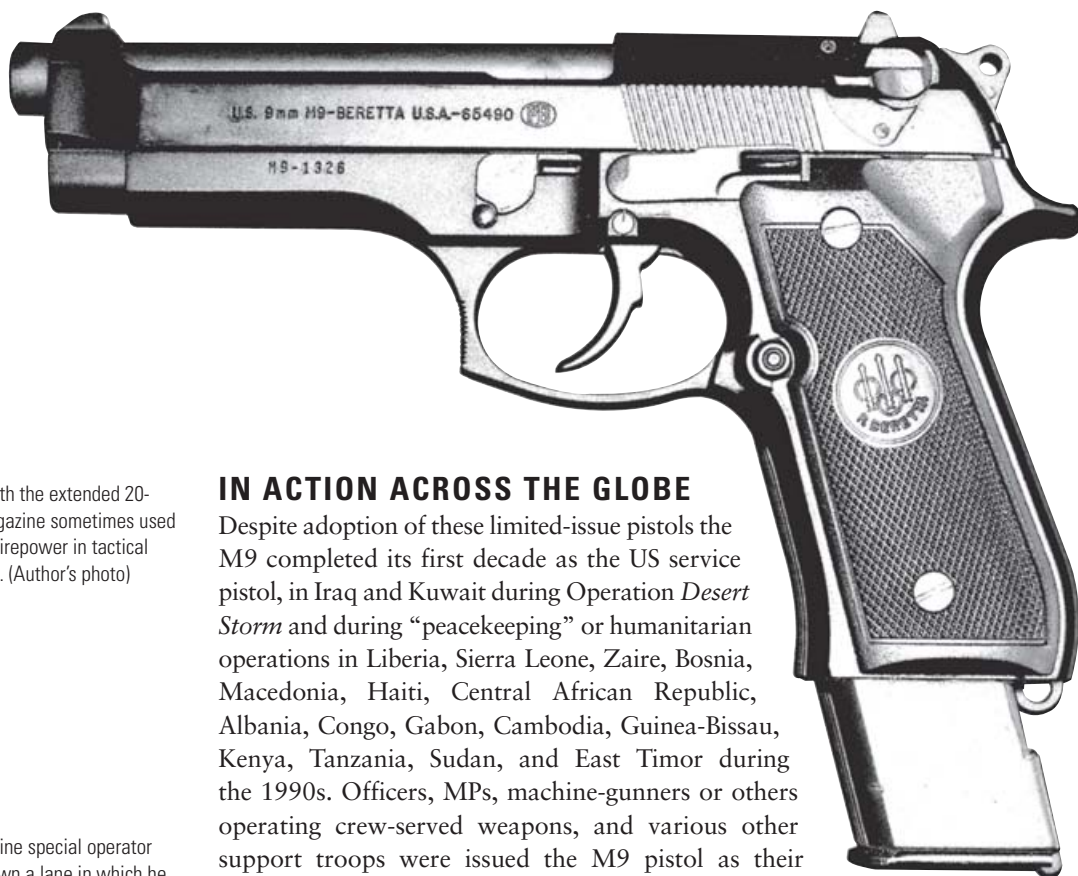 U.S. 9mm M9-BERETTA U.S.A.-65490 PB
M9-1326
P. BERETTA
th the extended 20-
gazine sometimes used
irepower in tactical
. (Author's photo)
IN ACTION ACROSS THE GLOBE
Despite adoption of these limited-issue pistols the
M9 completed its first decade as the US service
pistol, in Iraq and Kuwait during Operation Desert
Storm and during “peacekeeping” or humanitarian
operations in Liberia, Sierra Leone, Zaire, Bosnia,
Macedonia, Haiti, Central African Republic,
Albania, Congo, Gabon, Cambodia, Guinea-Bissau,
Kenya, Tanzania, Sudan, and East Timor during
the 1990s. Officers, MPs, machine-gunners or others
operating crew-served weapons, and various other
support troops were issued the M9 pistol as their
ine special operator
wn a lane in which he